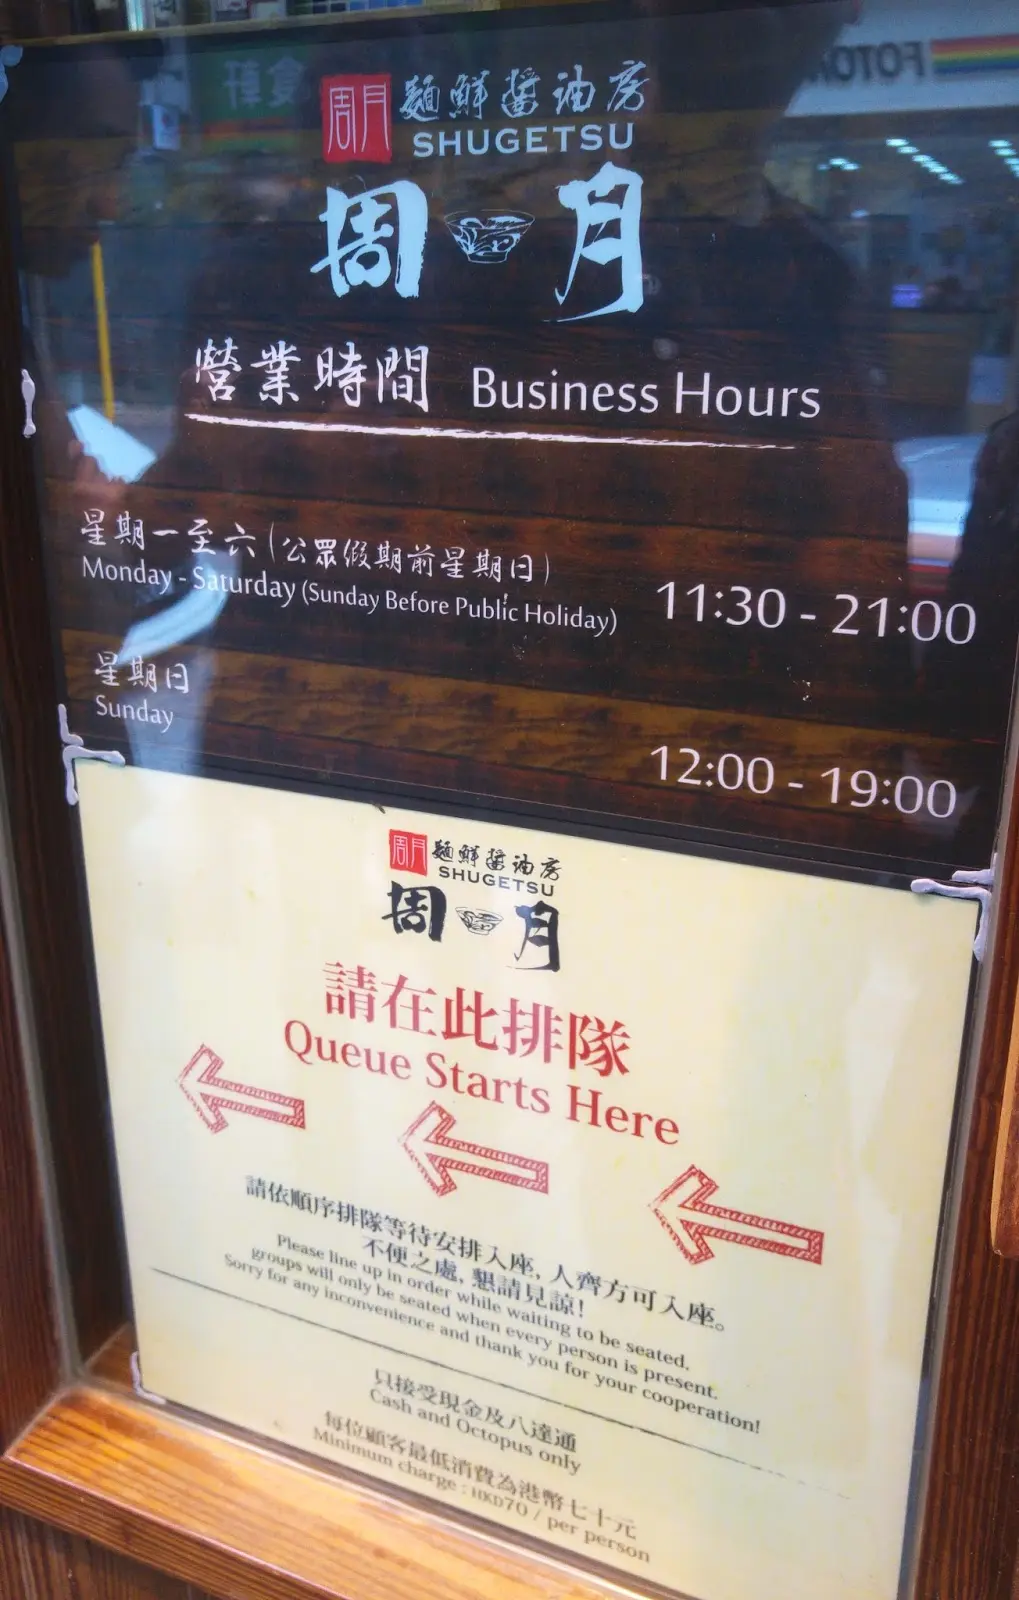 周月 麵鮮醬油房
SHUGETSU
周月
營業時間 Business Hours
星期一至六(公眾假期前星期日)
Monday - Saturday (Sunday Before Public Holiday) 11:30 - 21:00
星期日
Sunday
12:00 - 19:00
周月 麵鮮醬油房
SHUGETSU
周月
請在此排隊
Queue Starts Here
請依順序排隊等待安排入座, 人齊方可入座。
不便之處, 懇請見諒!
Please line up in order while waiting to be seated,
groups will only be seated when every person is present.
Sorry for any inconvenience and thank you for your cooperation!
只接受現金及八達通
Cash and Octopus only
每位顧客最低消費為港幣七十元
Minimum charge : HKD70 / per person